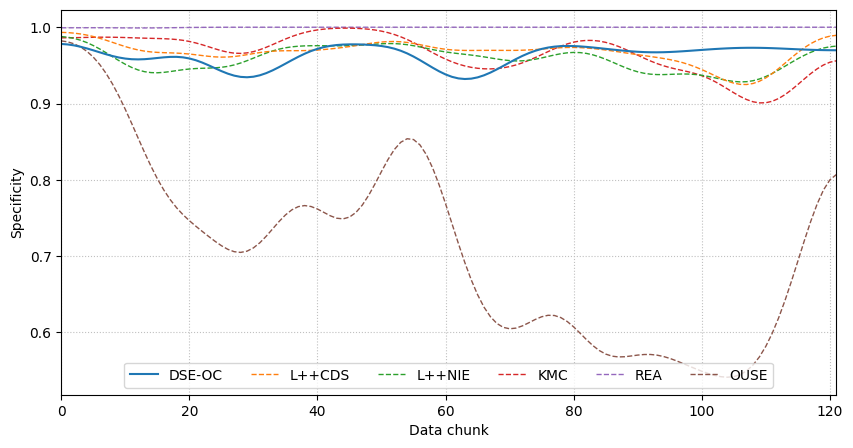 1.0
0.9
0.8
0.7
0.6
Specificity
DSE-OC L++CDS L++NIE KMC REA OUSE
0 20 40 60 80 100 120
Data chunk